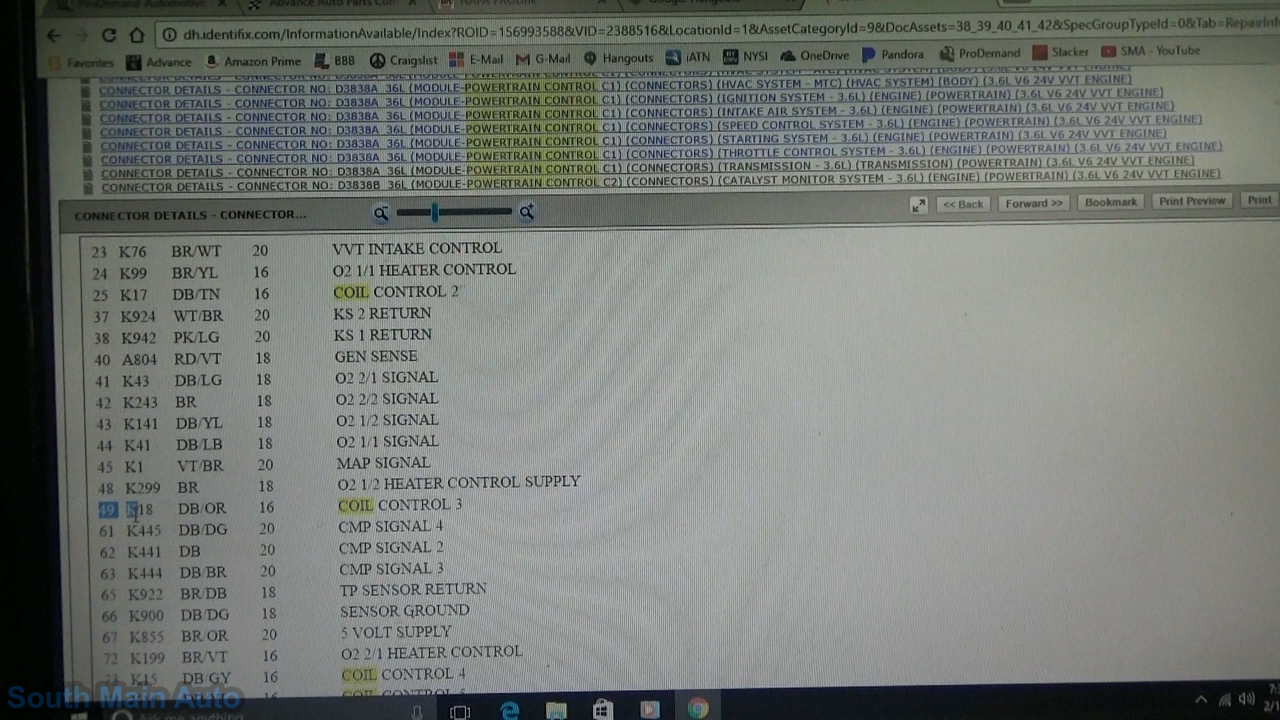 ProDemand Automotive
Advance Auto Parts Com
dh.identifix.com/InformationAvailable/Index?ROID=156993588&VID=2388516&LocationId=1&AssetCategoryId=9&DocAssets=38_39_40_41_42&SpecGroupTypeId=0&Tab=RepairInf
Favorites Advance Amazon Prime BBB Craigslist E-Mail G-Mail Hangouts iATN NYSI OneDrive Pandora ProDemand Slacker SMA - YouTube
CONNECTOR DETAILS - CONNECTOR NO: D3838A 36L (MODULE-POWERTRAIN CONTROL C1) (CONNECTORS) (HVAC SYSTEM - MTC) (HVAC SYSTEM) (BODY) (3.6L V6 24V VVT ENGINE)
CONNECTOR DETAILS - CONNECTOR NO: D3838A 36L (MODULE-POWERTRAIN CONTROL C1) (CONNECTORS) (IGNITION SYSTEM - 3.6L) (ENGINE) (POWERTRAIN) (3.6L V6 24V VVT ENGINE)
CONNECTOR DETAILS - CONNECTOR NO: D3838A 36L (MODULE-POWERTRAIN CONTROL C1) (CONNECTORS) (INTAKE AIR SYSTEM - 3.6L) (ENGINE) (POWERTRAIN) (3.6L V6 24V VVT ENGINE)
CONNECTOR DETAILS - CONNECTOR NO: D3838A 36L (MODULE-POWERTRAIN CONTROL C1) (CONNECTORS) (SPEED CONTROL SYSTEM - 3.6L) (ENGINE) (POWERTRAIN) (3.6L V6 24V VVT ENGINE)
CONNECTOR DETAILS - CONNECTOR NO: D3838A 36L (MODULE-POWERTRAIN CONTROL C1) (CONNECTORS) (STARTING SYSTEM - 3.6L) (ENGINE) (POWERTRAIN) (3.6L V6 24V VVT ENGINE)
CONNECTOR DETAILS - CONNECTOR NO: D3838A 36L (MODULE-POWERTRAIN CONTROL C1) (CONNECTORS) (THROTTLE CONTROL SYSTEM - 3.6L) (ENGINE) (POWERTRAIN) (3.6L V6 24V VVT ENGINE)
CONNECTOR DETAILS - CONNECTOR NO: D3838A 36L (MODULE-POWERTRAIN CONTROL C1) (CONNECTORS) (TRANSMISSION - 3.6L) (TRANSMISSION) (POWERTRAIN) (3.6L V6 24V VVT ENGINE)
CONNECTOR DETAILS - CONNECTOR NO: D3838B 36L (MODULE-POWERTRAIN CONTROL C2) (CONNECTORS) (CATALYST MONITOR SYSTEM - 3.6L) (ENGINE) (POWERTRAIN) (3.6L V6 24V VVT ENGINE)
CONNECTOR DETAILS - CONNECTOR... << Back Forward >> Bookmark Print Preview Print
23 K76 BR/WT 20 VVT INTAKE CONTROL
24 K99 BR/YL 16 O2 1/1 HEATER CONTROL
25 K17 DB/TN 16 COIL CONTROL 2
37 K924 WT/BR 20 KS 2 RETURN
38 K942 PK/LG 20 KS 1 RETURN
40 A804 RD/VT 18 GEN SENSE
41 K43 DB/LG 18 O2 2/1 SIGNAL
42 K243 BR 18 O2 2/2 SIGNAL
43 K141 DB/YL 18 O2 1/2 SIGNAL
44 K41 DB/LB 18 O2 1/1 SIGNAL
45 K1 VT/BR 20 MAP SIGNAL
48 K299 BR 18 O2 1/2 HEATER CONTROL SUPPLY
49 K18 DB/OR 16 COIL CONTROL 3
61 K445 DB/DG 20 CMP SIGNAL 4
62 K441 DB 20 CMP SIGNAL 2
63 K444 DB/BR 20 CMP SIGNAL 3
65 K922 BR/DB 18 TP SENSOR RETURN
66 K900 DB/DG 18 SENSOR GROUND
67 K855 BR/OR 20 5 VOLT SUPPLY
72 K199 BR/VT 16 O2 2/1 HEATER CONTROL
73 K15 DB/GY 16 COIL CONTROL 4
16 COIL CONTROL 5
South Main Auto
Ask me anything